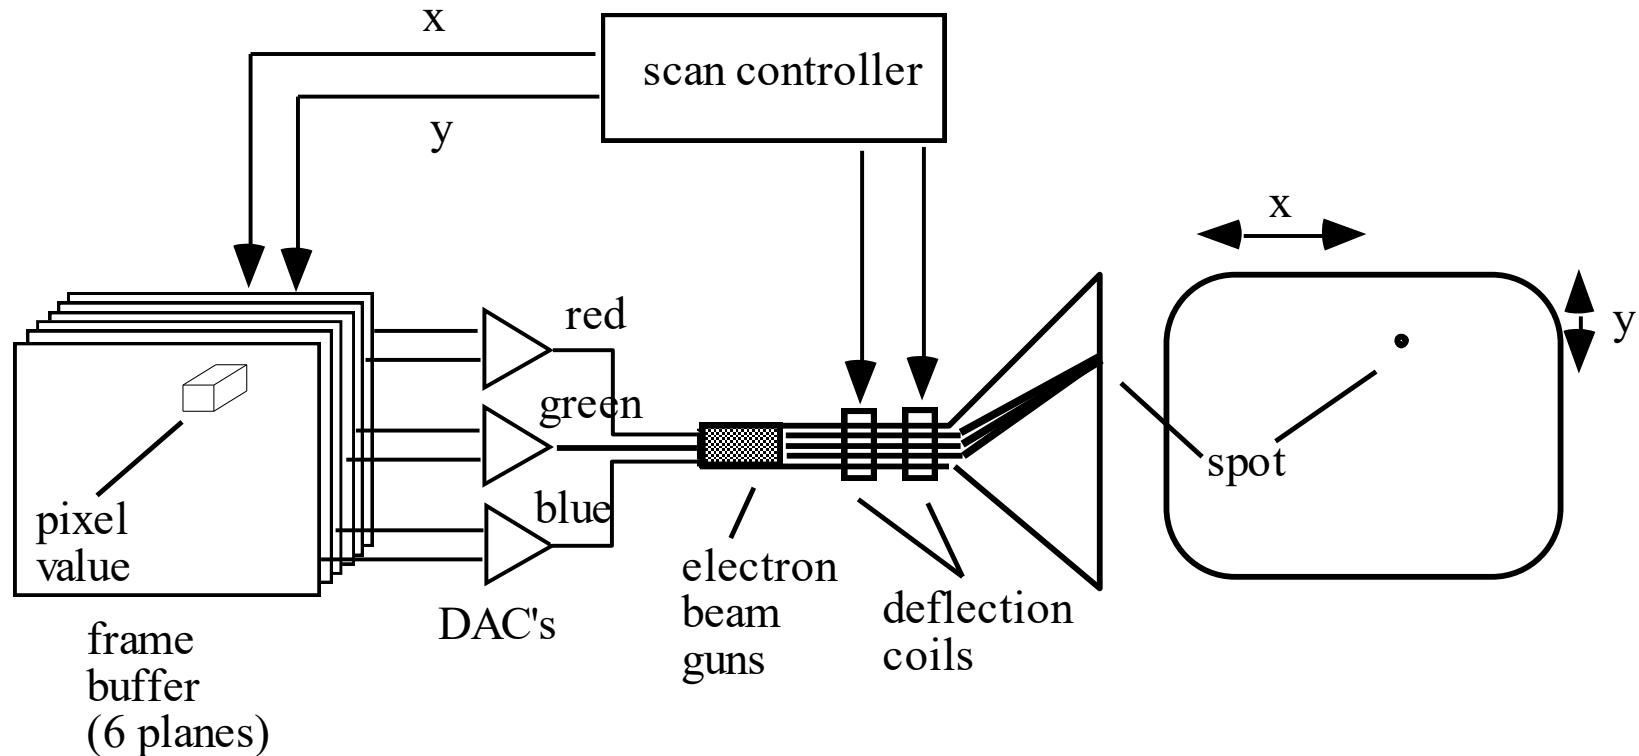 x
scan controller
y
x
y
red
green
blue
spot
pixel
value
electron
beam
guns
deflection
coils
DAC's
frame
buffer
(6 planes)